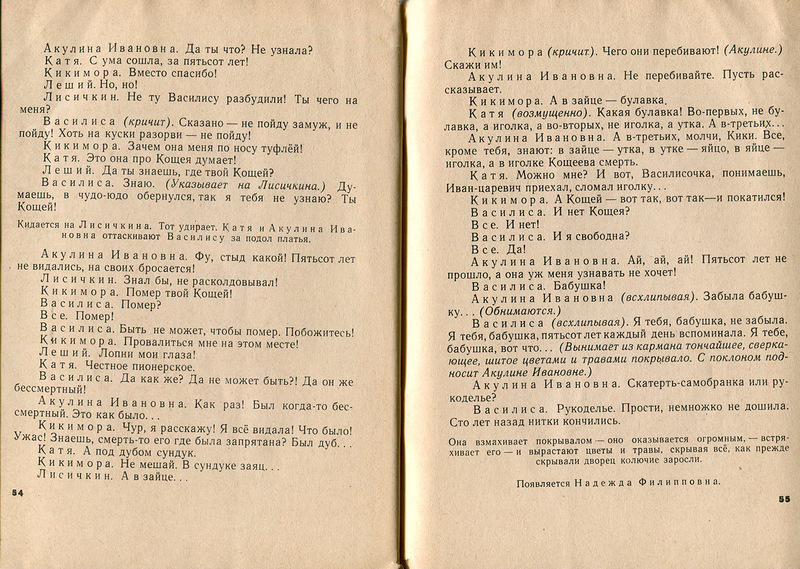 Акулина Ивановна. Да ты что? Не узнала?
Катя. С ума сошла, за пятьсот лет!
Кикимора. Вместо спасибо!
Леший. Но, но!
Лисичкин. Не ту Василису разбудили! Ты чего на
меня?
Василиса (кричит). Сказано — не пойду замуж, и не
пойду! Хоть на куски разорви — не пойду!
Кикимора. Зачем она меня по носу туфлёй!
Катя. Это она про Кощея думает!
Леший. Да ты знаешь, где твой Кощей?
Василиса. Знаю. (Указывает на Лисичкина.) Ду-
маешь, в чудо-юдо обернулся, так я тебя не узнаю? Ты
Кощей!
Кидается на Лисичкина. Тот удирает. Катя и Акулина Ива-
новна оттаскивают Василису за подол платья.
Акулина Ивановна. Фу, стыд какой! Пятьсот лет
не видались, на своих бросается!
Лисичкин. Знал бы, не расколдовывал!
Кикимора. Помер твой Кощей!
Василиса. Помер?
Все. Помер!
Василиса. Быть не может, чтобы помер. Побожитесь!
Кикимора. Провалиться мне на этом месте!
Леший. Лопни мои глаза!
Катя. Честное пионерское.
Василиса. Да как же? Да не может быть?! Да он же
бессмертный!
Акулина Ивановна. Как раз! Был когда-то бес-
смертный. Это как было...
Кикимора. Чур, я расскажу! Я всё видала! Что было!
Ужас! Знаешь, смерть-то его где была запрятана? Был дуб...
Катя. А под дубом сундук.
Кикимора. Не мешай. В сундуке заяц...
Лисичкин. А в зайце...
54
Кикимора (кричит). Чего они перебивают! (Акулине.)
Скажи им!
Акулина Ивановна. Не перебивайте. Пусть рас-
сказывает.
Кикимора. А в зайце — булавка.
Катя (возмущенно). Какая булавка! Во-первых, не бу-
лавка, а иголка, а во-вторых, не иголка, а утка. А в-третьих...
Акулина Ивановна. А в-третьих, молчи, Кики. Все,
кроме тебя, знают: в зайце — утка, в утке — яйцо, в яйце —
иголка, а в иголке Кощеева смерть.
Катя. Можно мне? И вот, Василисочка, понимаешь,
Иван-царевич приехал, сломал иголку...
Кикимора. А Кощей — вот так, вот так—и покатился!
Василиса. И нет Кощея?
Все. И нет!
Василиса. И я свободна?
Все. Да!
Акулина Ивановна. Ай, ай, ай! Пятьсот лет не
прошло, а она уж меня узнавать не хочет!
Василиса. Бабушка!
Акулина Ивановна (всхлипывая). Забыла бабуш-
ку... (Обнимаются.)
Василиса (всхлипывая). Я тебя, бабушка, не забыла.
Я тебя, бабушка, пятьсот лет каждый день вспоминала. Я тебе,
бабушка, вот что... (Вынимает из кармана тончайшее, сверка-
ющее, шитое цветами и травами покрывало. С поклоном под-
носит Акулине Ивановне.)
Акулина Ивановна. Скатерть-самобранка или ру-
коделье?
Василиса. Рукоделье. Прости, немножко не дошила.
Сто лет назад нитки кончились.
Она взмахивает покрывалом — оно оказывается огромным, — встря-
хивает его — и вырастают цветы и травы, скрывая всё, как прежде
скрывали дворец колючие заросли.
Появляется Надежда Филипповна.
55